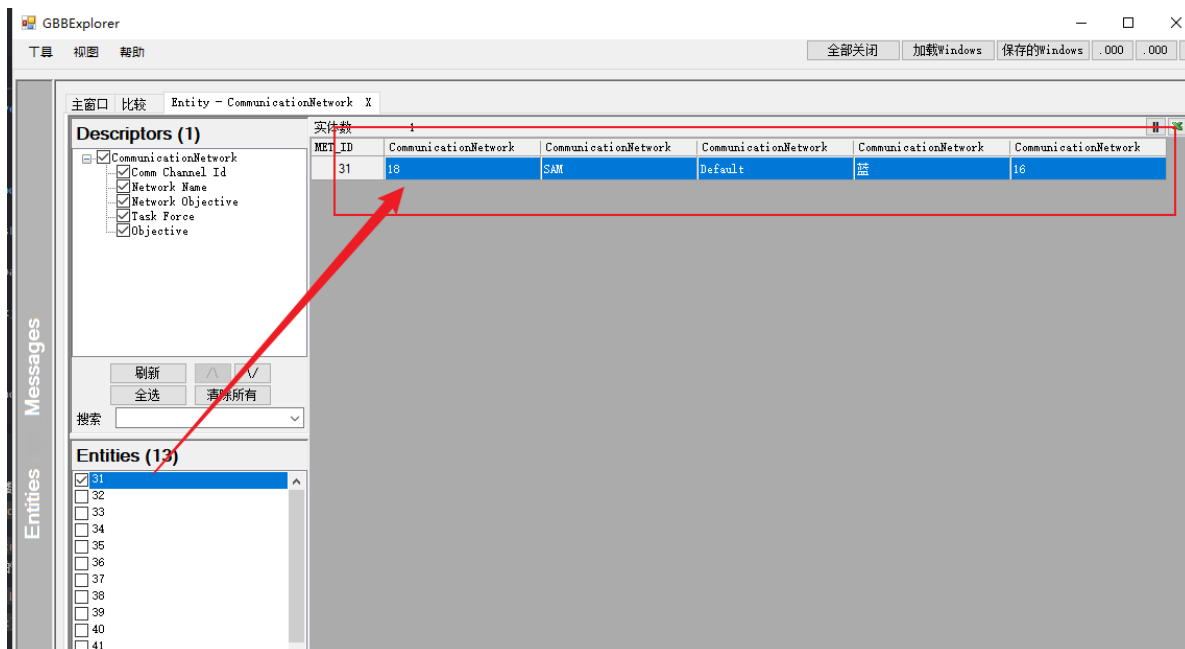 GBBExplorer
工具 视图 帮助
全部关闭 加载Windows 保存的Windows .000 .000
主窗口 比较 Entity - CommunicationNetwork X
Descriptors (1)
CommunicationNetwork
Comm Channel Id
Network Name
Network Objective
Task Force
Objective
刷新 /\ \/
全选 清除所有
搜索
Entities (13)
31
32
33
34
35
36
37
38
39
40
41
实体数 1
MET_ID CommunicationNetwork CommunicationNetwork CommunicationNetwork CommunicationNetwork CommunicationNetwork
31 18 SAM Default 蓝 16
Messages
Entities